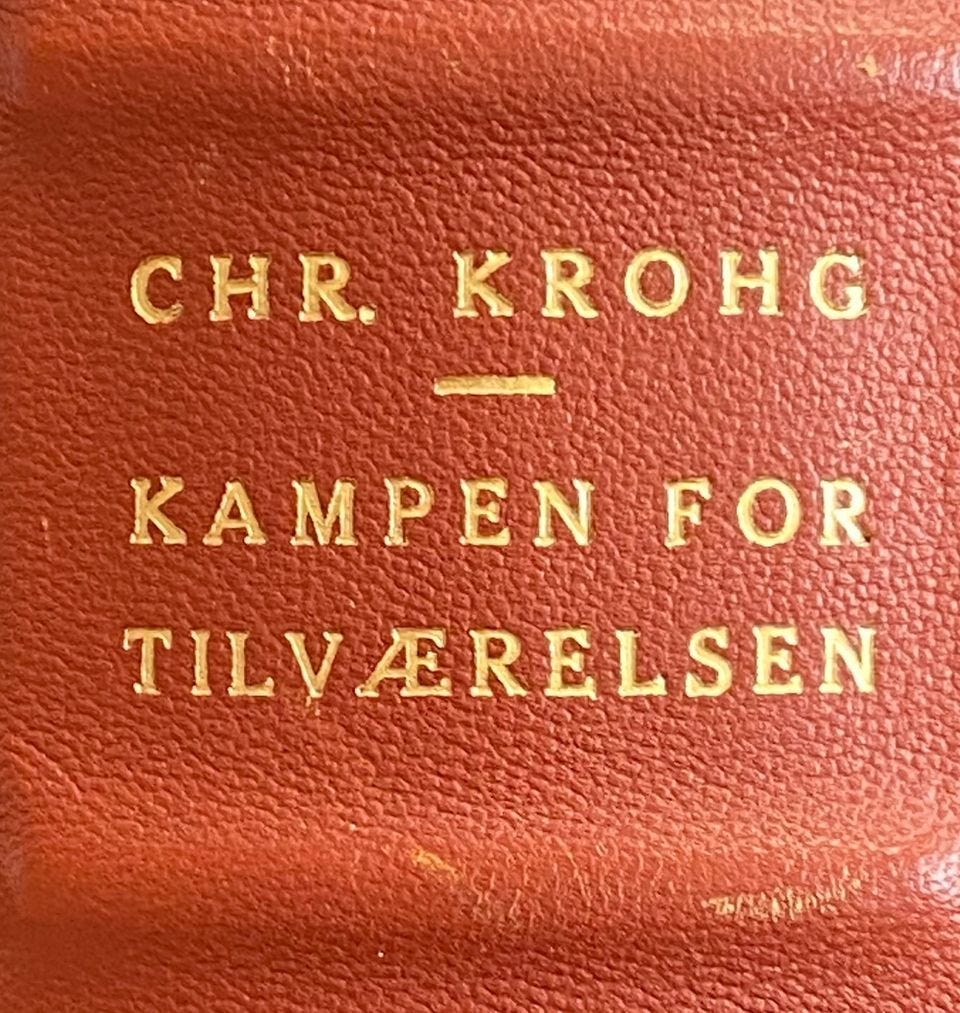 CHR. KROHG
KAMPEN FOR
TILVÆRELSEN